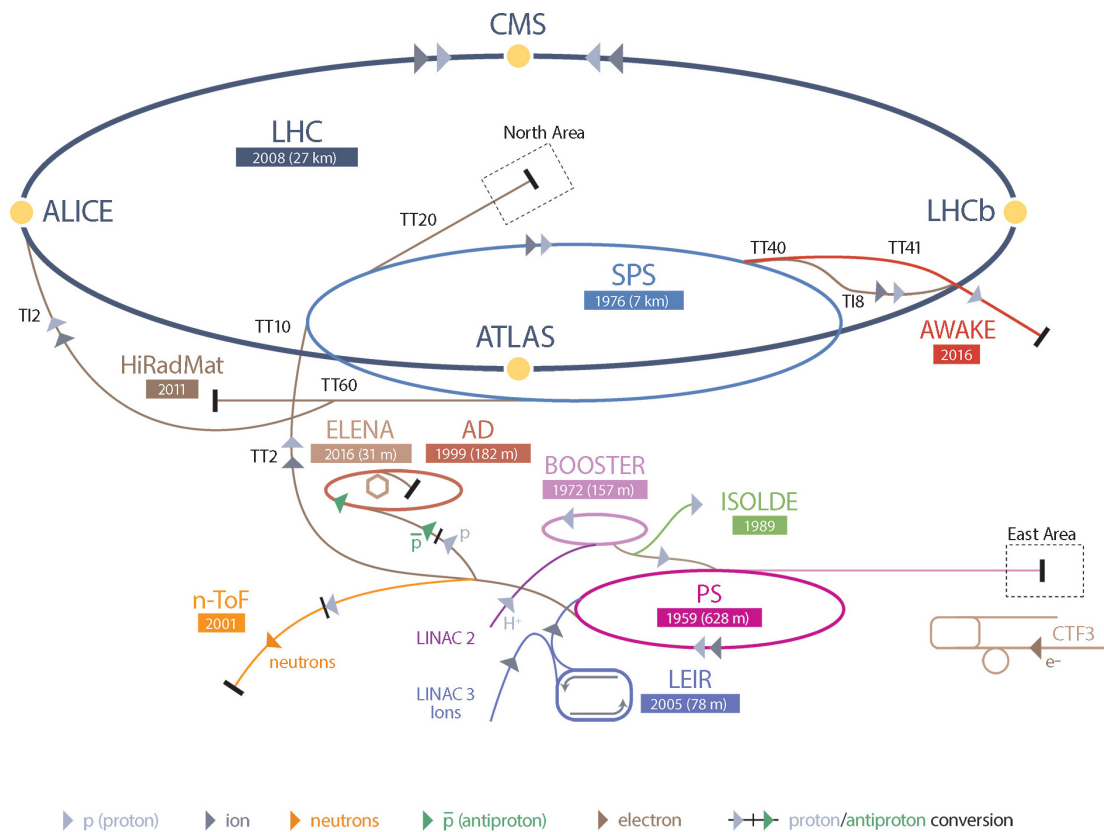 CMS
LHC
2008 (27 km)
North Area
ALICE
LHCb
TT20
TT40
TT41
SPS
1976 (7 km)
TI8
TI2
TT10
ATLAS
AWAKE
2016
HiRadMat
2011
TT60
ELENA
2016 (31 m)
AD
1999 (182 m)
TT2
BOOSTER
1972 (157 m)
ISOLDE
1989
p̅
p
East Area
n-ToF
2001
PS
1959 (628 m)
H⁺
LINAC 2
neutrons
CTF3
e–
LEIR
2005 (78 m)
LINAC 3
Ions
p (proton)
ion
neutrons
p̅ (antiproton)
electron
proton/antiproton conversion